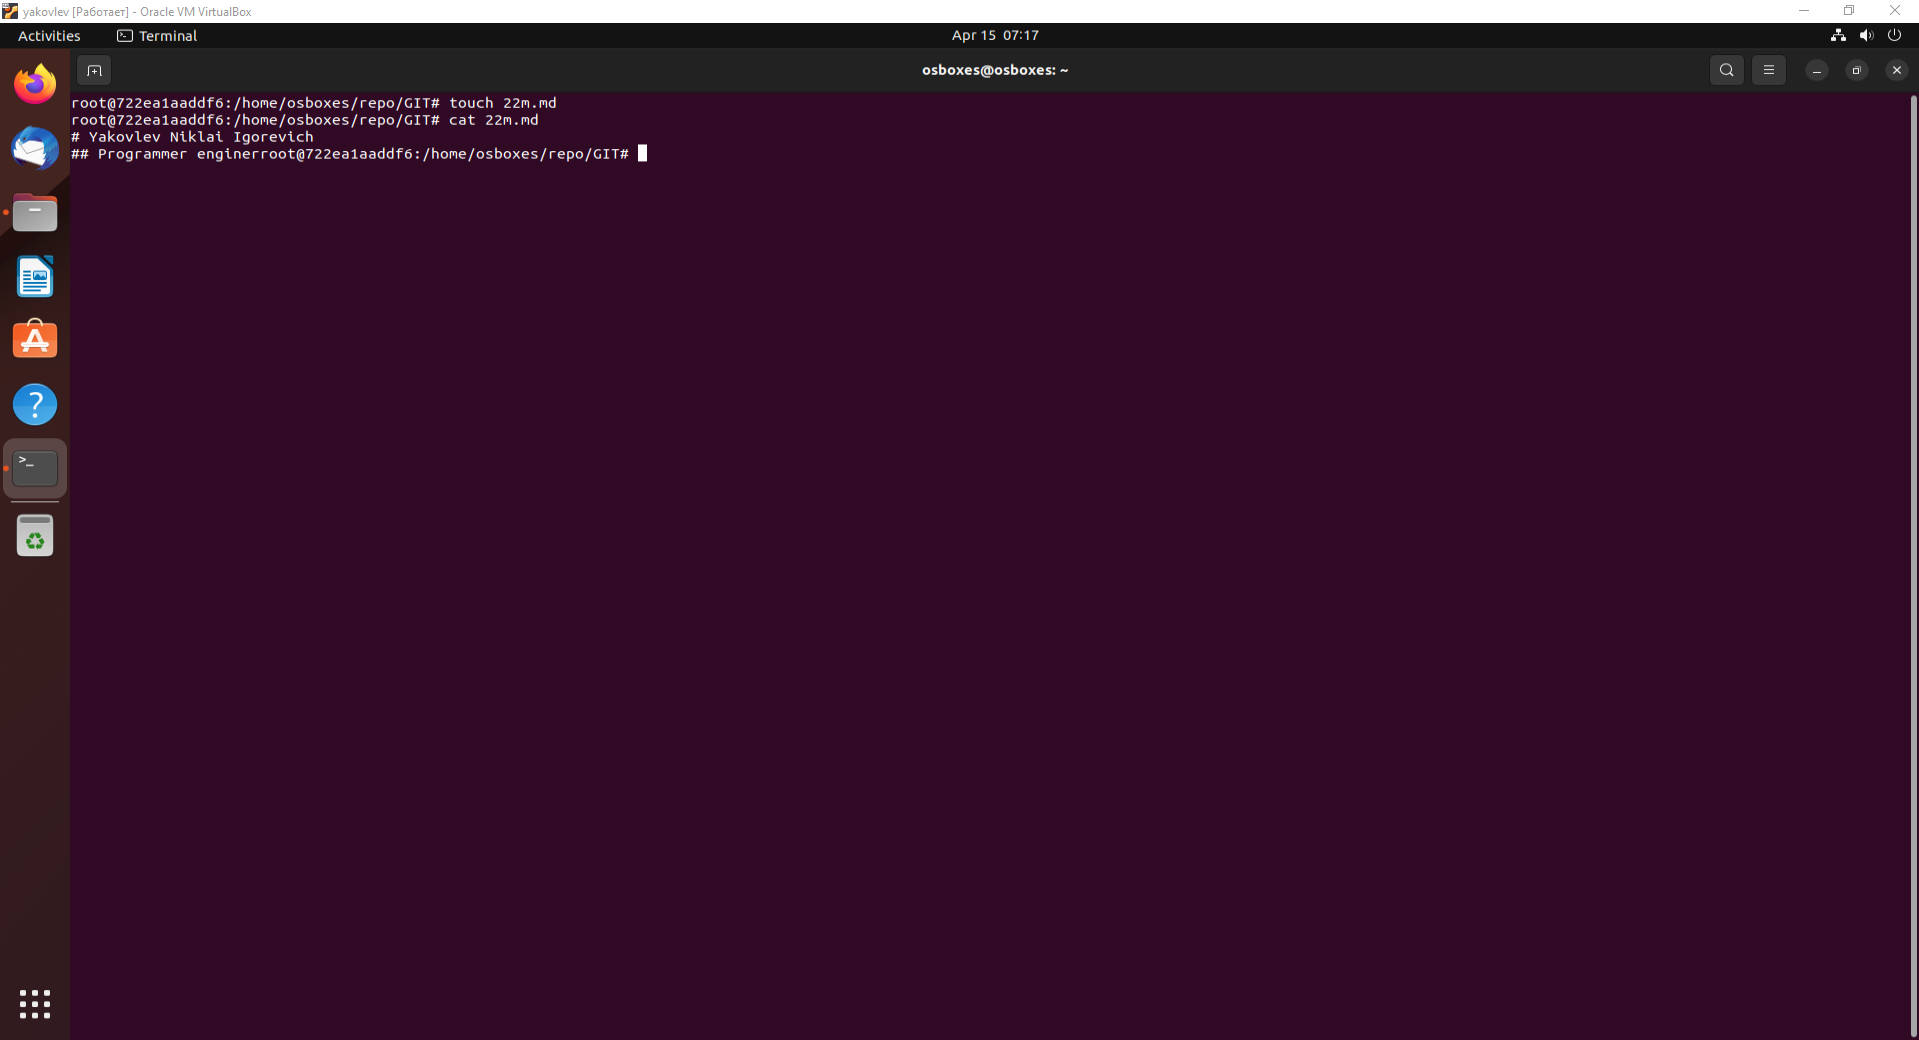 yakovlev [Работает] - Oracle VM VirtualBox
Activities
Terminal
Apr 15 07:17
osboxes@osboxes: ~
root@722ea1aaddf6:/home/osboxes/repo/GIT# touch 22m.md
root@722ea1aaddf6:/home/osboxes/repo/GIT# cat 22m.md
# Yakovlev Niklai Igorevich
## Programmer enginerroot@722ea1aaddf6:/home/osboxes/repo/GIT#